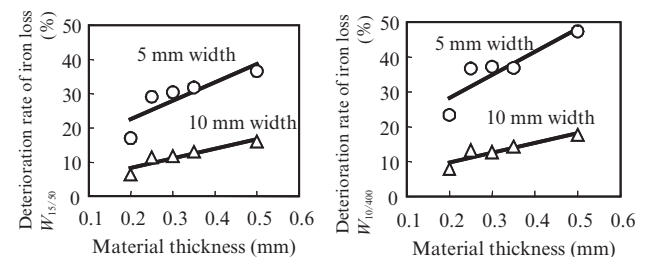 Deterioration rate of iron loss
W15/50 (%)
50
40
30
20
10
0
5 mm width
10 mm width
0.1 0.2 0.3 0.4 0.5 0.6
Material thickness (mm)
Deterioration rate of iron loss
W10/400 (%)
50
40
30
20
10
0
5 mm width
10 mm width
0.1 0.2 0.3 0.4 0.5 0.6
Material thickness (mm)